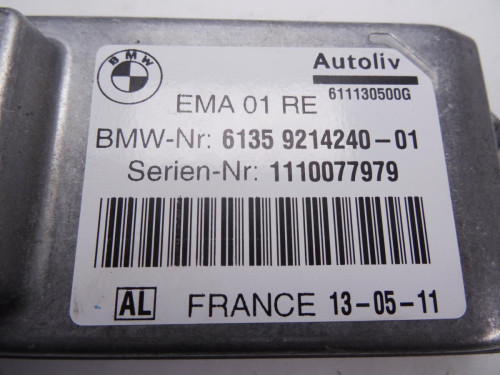 BMW
Autoliv
611130500G
EMA 01 RE
BMW-Nr: 6135 9214240-01
Serien-Nr: 1110077979
AL FRANCE 13-05-11